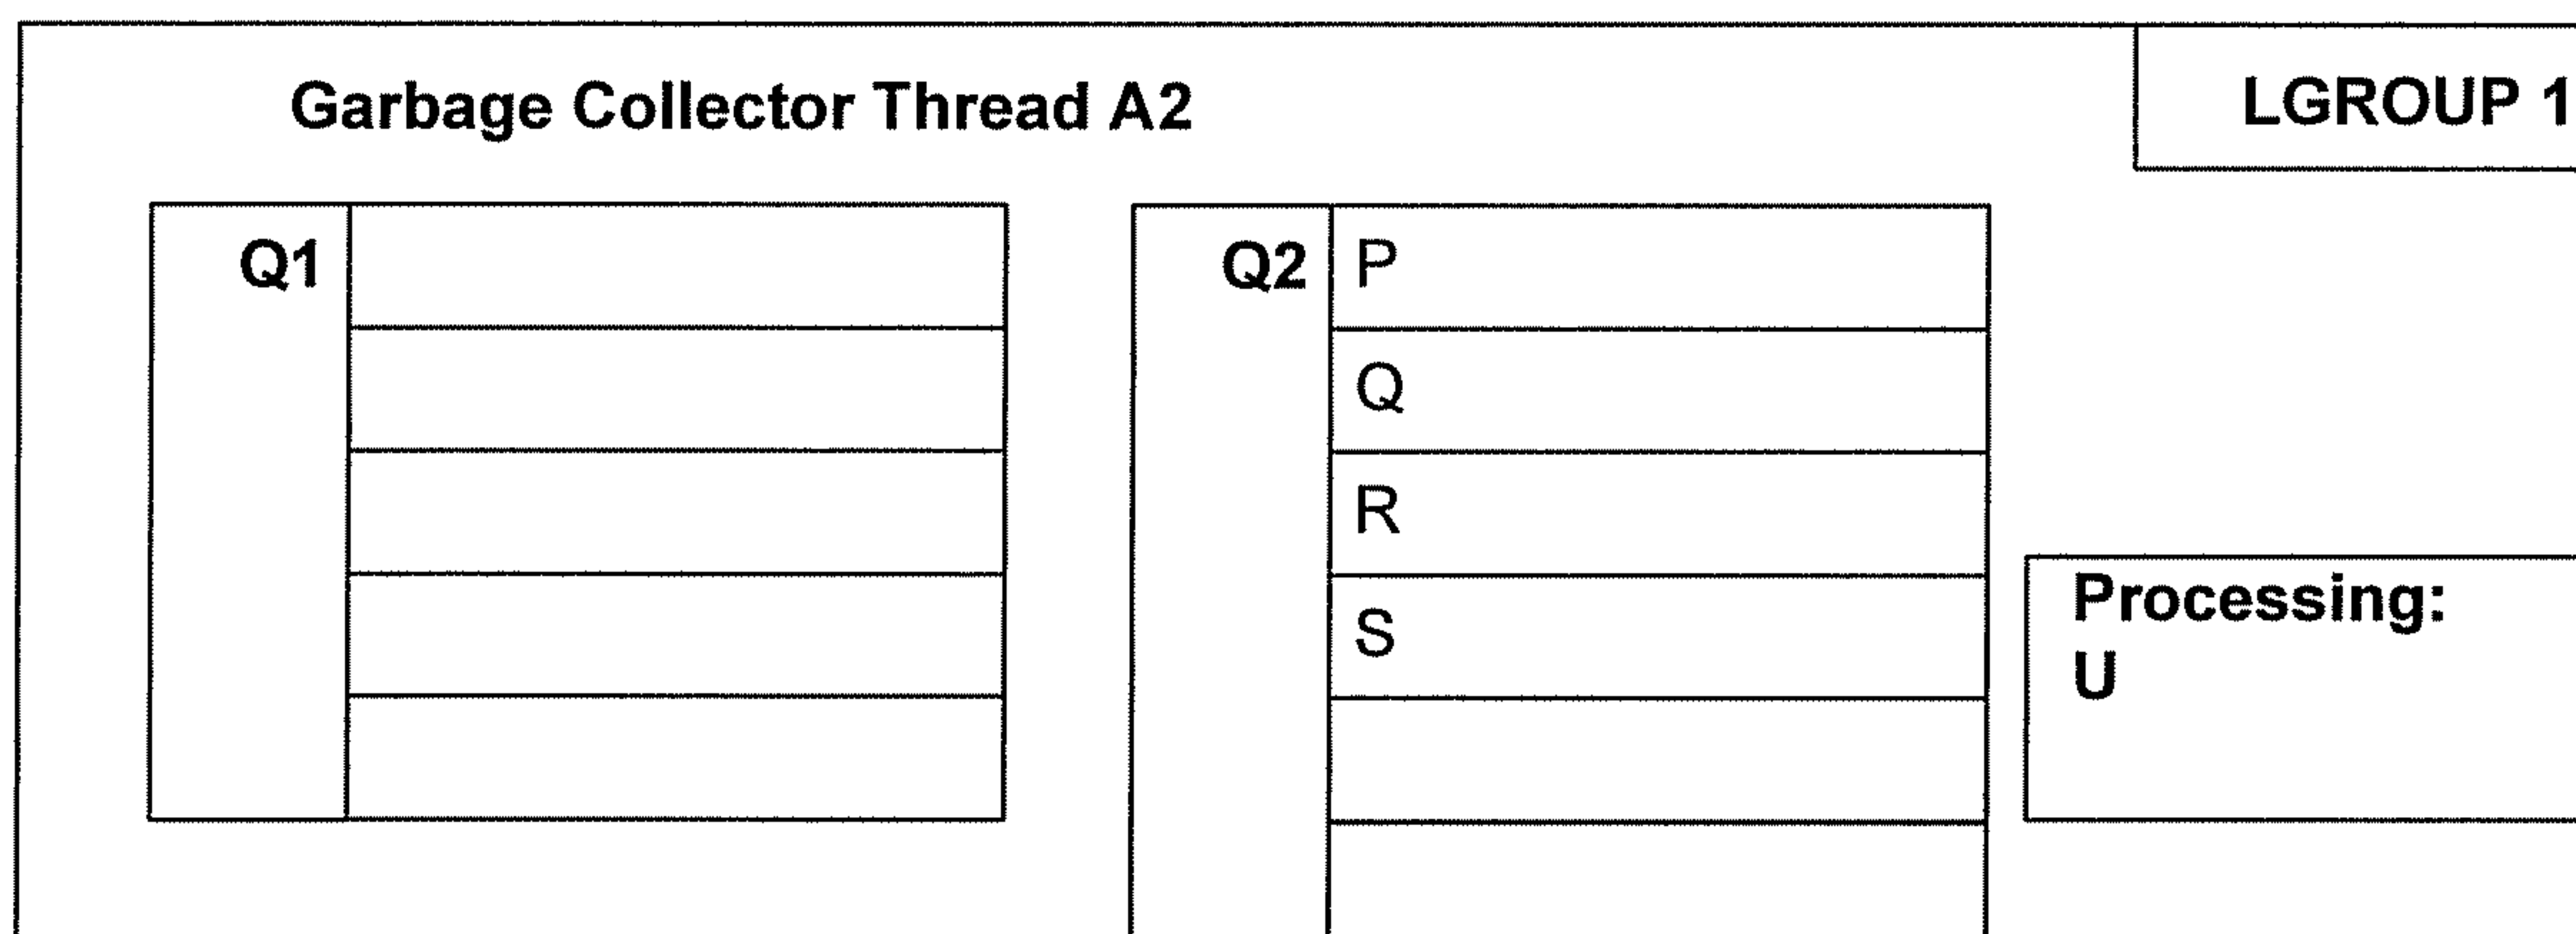 Garbage Collector Thread A2
LGROUP 1
Q1
Q2
P
Q
R
S
Processing:
U